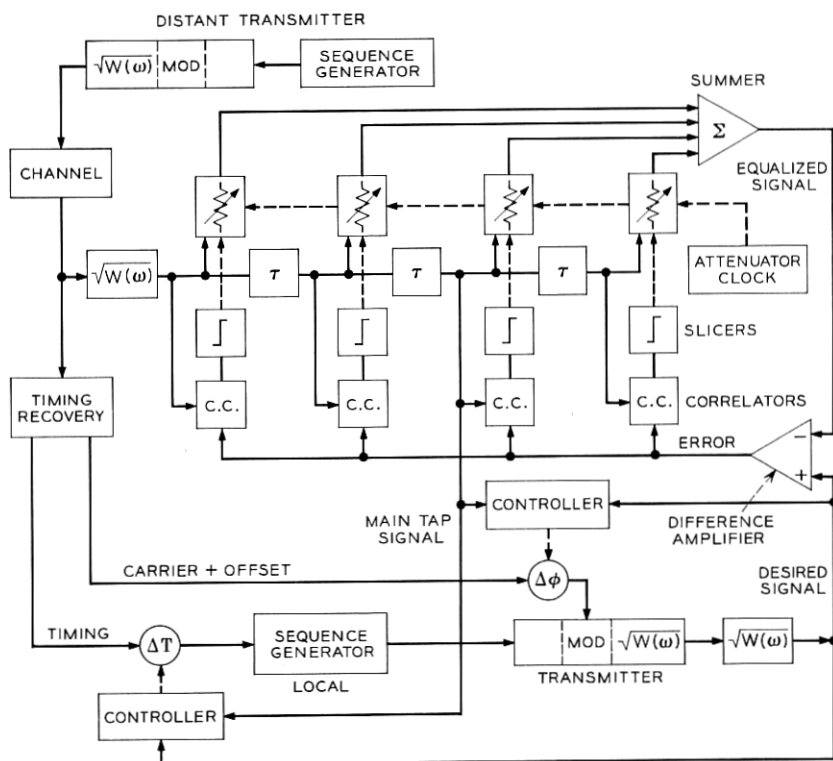 DISTANT TRANSMITTER
√W(ω) MOD
SEQUENCE
GENERATOR
SUMMER
Σ
CHANNEL
EQUALIZED
SIGNAL
√W(ω)
τ
τ
τ
ATTENUATOR
CLOCK
SLICERS
TIMING
RECOVERY
C.C.
C.C.
C.C.
C.C.
CORRELATORS
ERROR
−
+
MAIN TAP
SIGNAL
CONTROLLER
DIFFERENCE
AMPLIFIER
CARRIER + OFFSET
Δϕ
DESIRED
SIGNAL
TIMING
ΔT
SEQUENCE
GENERATOR
LOCAL
MOD √W(ω)
TRANSMITTER
√W(ω)
CONTROLLER